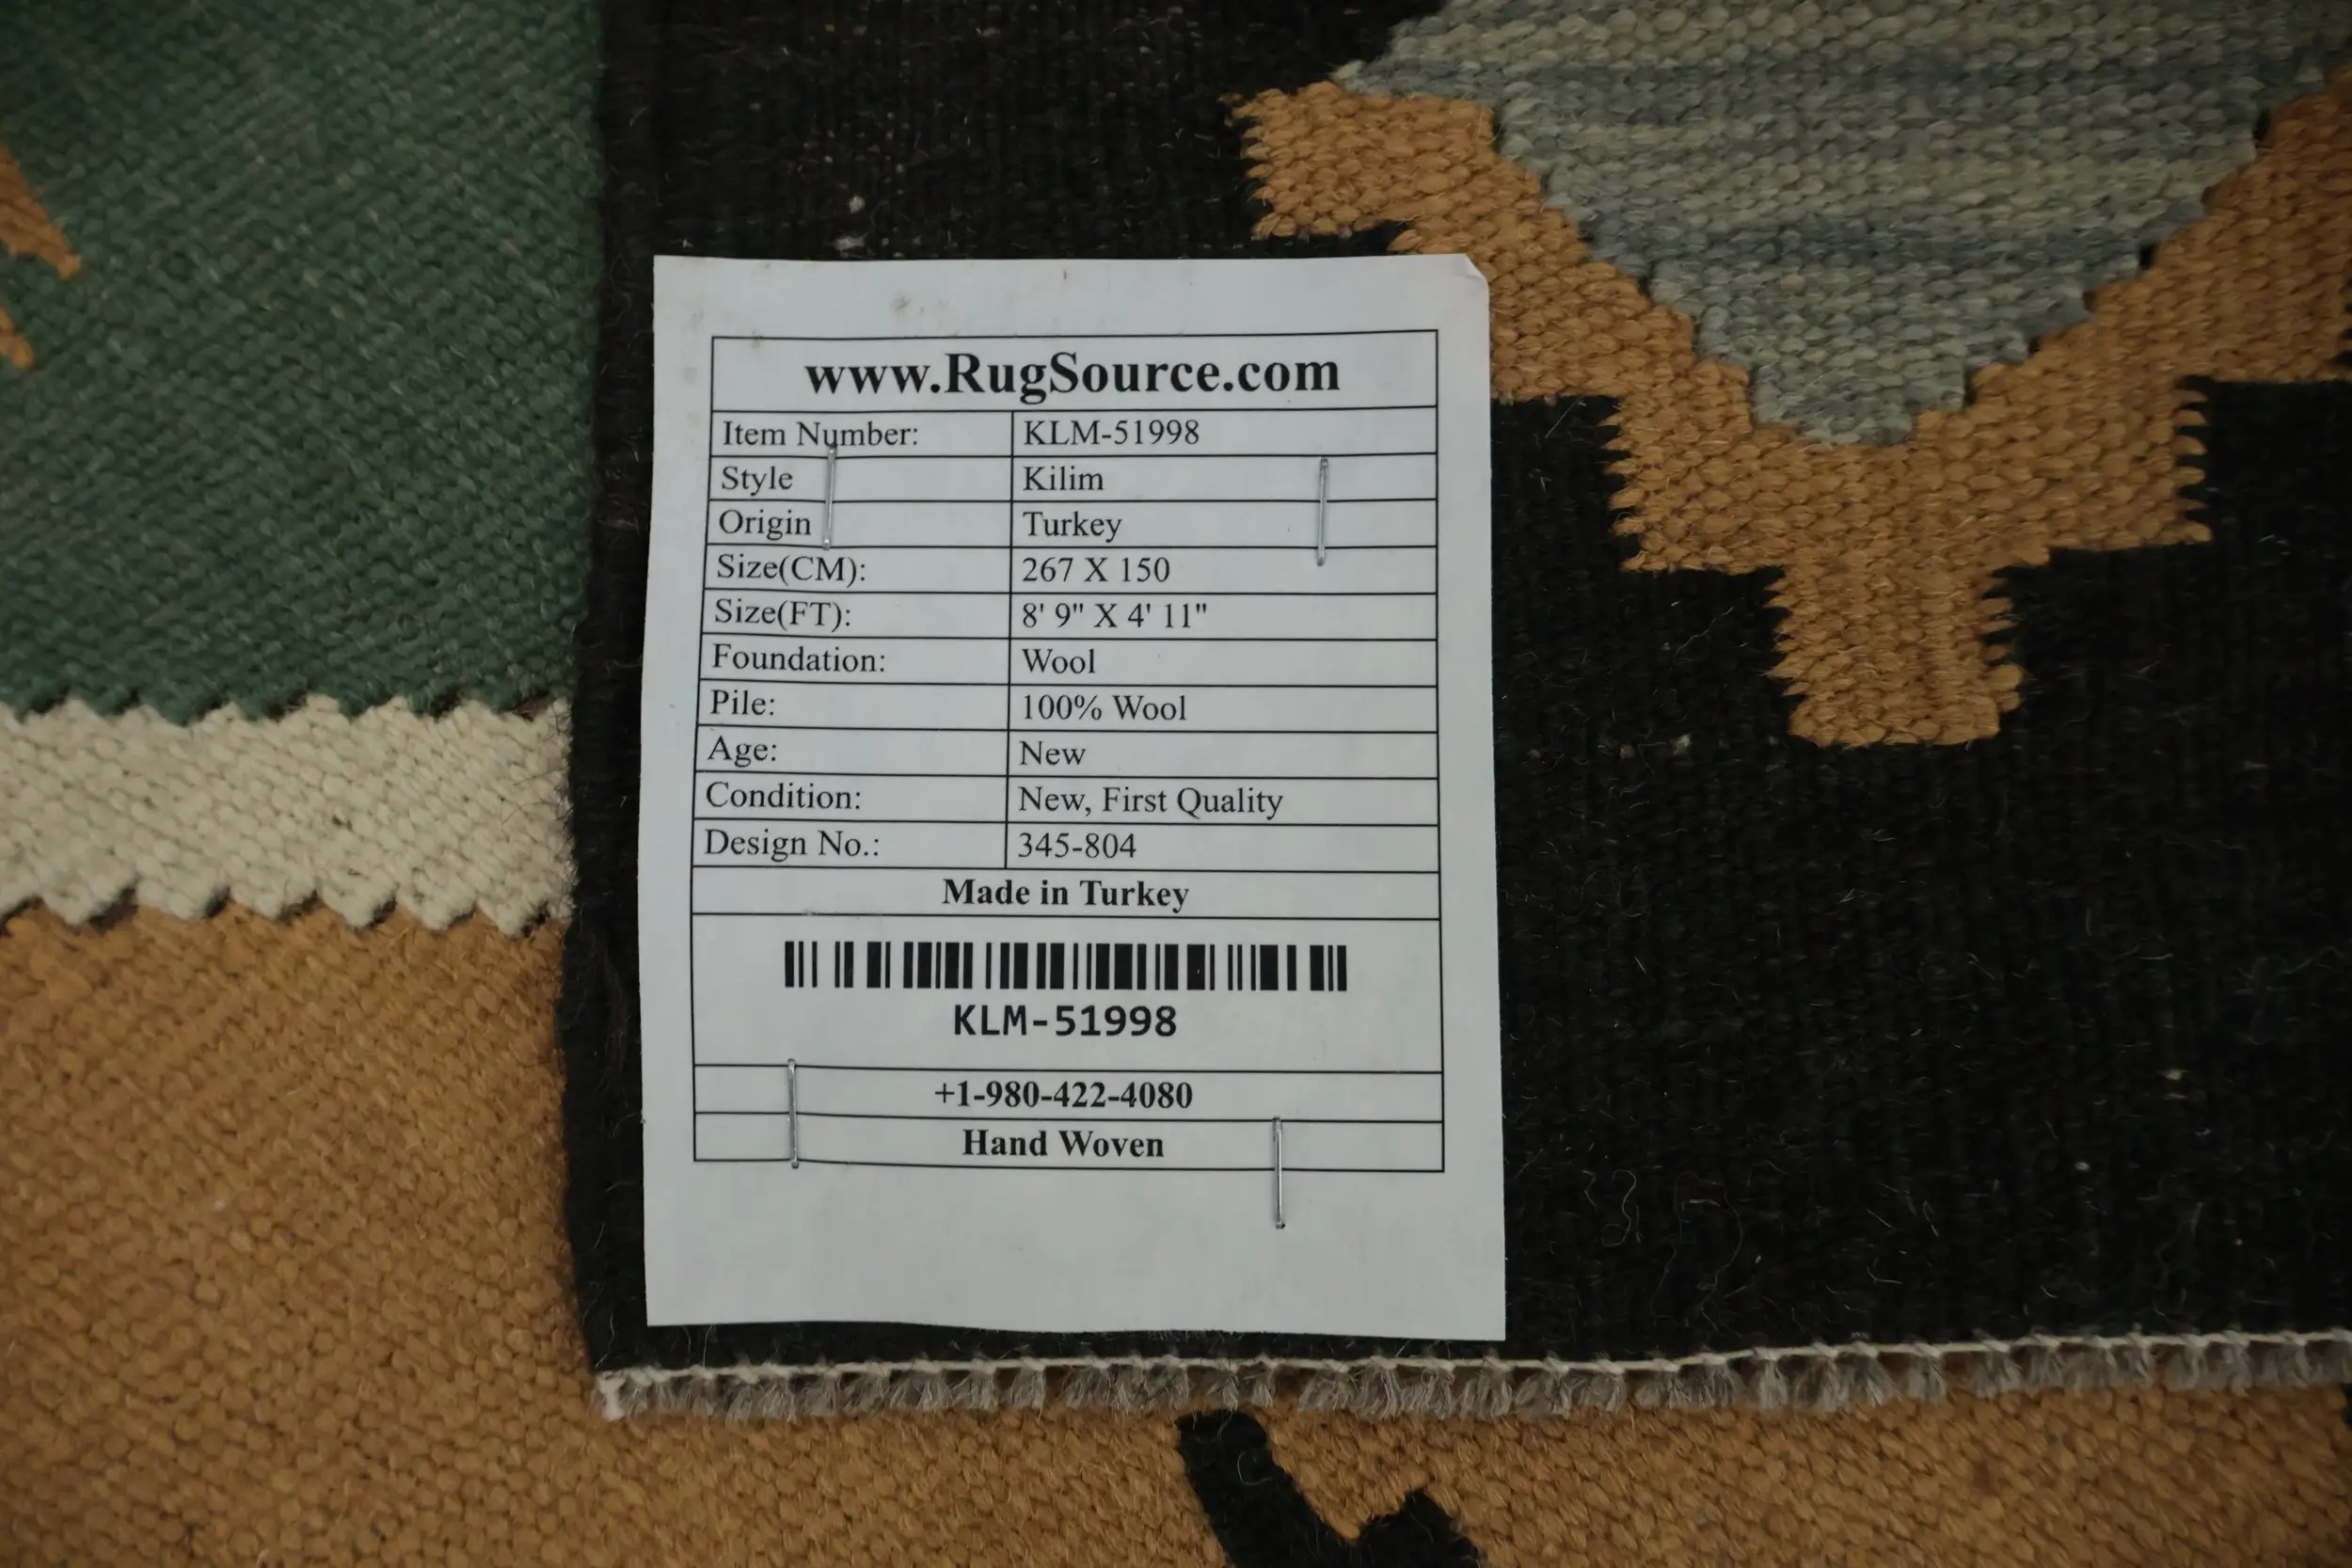 www.RugSource.com
Item Number: KLM-51998
Style Kilim
Origin Turkey
Size(CM): 267 X 150
Size(FT): 8' 9" X 4' 11"
Foundation: Wool
Pile: 100% Wool
Age: New
Condition: New, First Quality
Design No.: 345-804
Made in Turkey
KLM-51998
+1-980-422-4080
Hand Woven